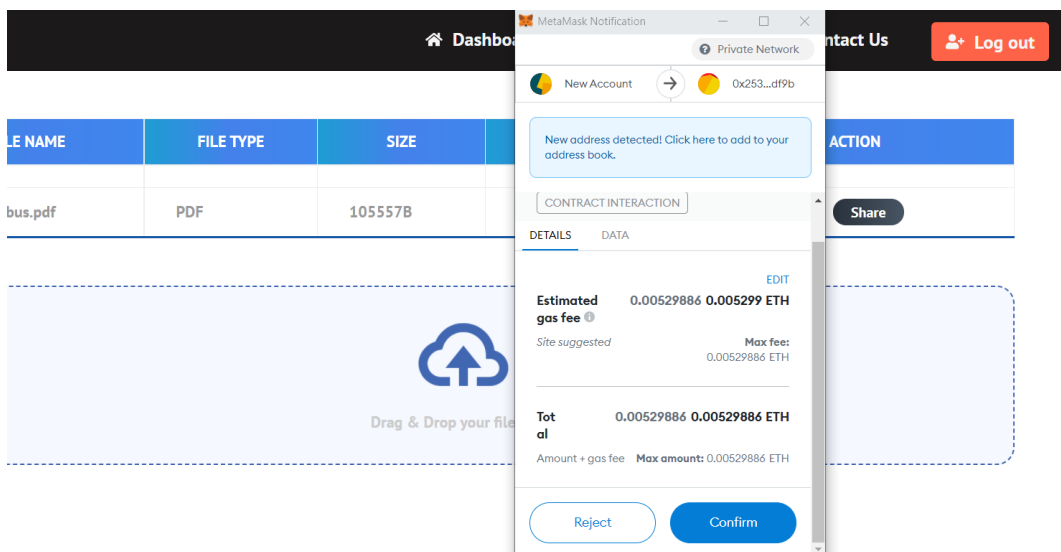 MetaMask Notification
Dashboa
Private Network
ntact Us
Log out
New Account
0x253...df9b
New address detected! Click here to add to your
address book.
LE NAME
FILE TYPE
SIZE
ACTION
bus.pdf
PDF
105557B
Share
CONTRACT INTERACTION
DETAILS
DATA
EDIT
Estimated
gas fee
0.00529886 0.005299 ETH
Site suggested
Max fee:
0.00529886 ETH
Drag & Drop your file
Tot
al
0.00529886 0.00529886 ETH
Amount + gas fee
Max amount: 0.00529886 ETH
Reject
Confirm